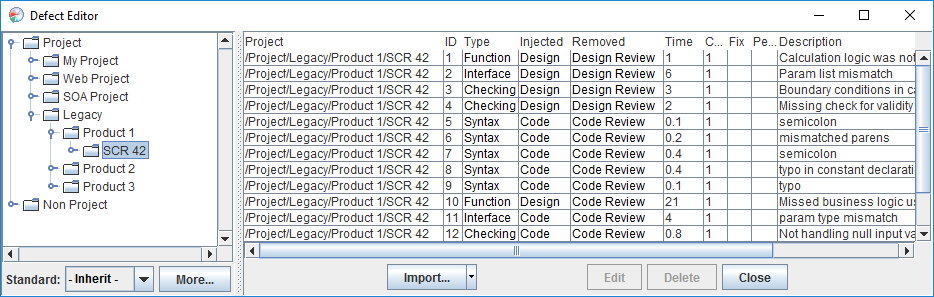 Defect Editor
Project
My Project
Web Project
SOA Project
Legacy
Product 1
SCR 42
Product 2
Product 3
Non Project
Standard: - Inherit - More...
Project ID Type Injected Removed Time C... Fix Pe... Description
/Project/Legacy/Product 1/SCR 42 1 Function Design Design Review 1 1 Calculation logic was not
/Project/Legacy/Product 1/SCR 42 2 Interface Design Design Review 6 1 Param list mismatch
/Project/Legacy/Product 1/SCR 42 3 Checking Design Design Review 3 1 Boundary conditions in ca
/Project/Legacy/Product 1/SCR 42 4 Checking Design Design Review 2 1 Missing check for validity
/Project/Legacy/Product 1/SCR 42 5 Syntax Code Code Review 0.1 1 semicolon
/Project/Legacy/Product 1/SCR 42 6 Syntax Code Code Review 0.2 1 mismatched parens
/Project/Legacy/Product 1/SCR 42 7 Syntax Code Code Review 0.4 1 semicolon
/Project/Legacy/Product 1/SCR 42 8 Syntax Code Code Review 0.4 1 typo in constant declarati
/Project/Legacy/Product 1/SCR 42 9 Syntax Code Code Review 0.1 1 typo
/Project/Legacy/Product 1/SCR 42 10 Function Design Code Review 21 1 Missed business logic us
/Project/Legacy/Product 1/SCR 42 11 Interface Code Code Review 4 1 param type mismatch
/Project/Legacy/Product 1/SCR 42 12 Checking Code Code Review 0.8 1 Not handling null input va
Import... Edit Delete Close